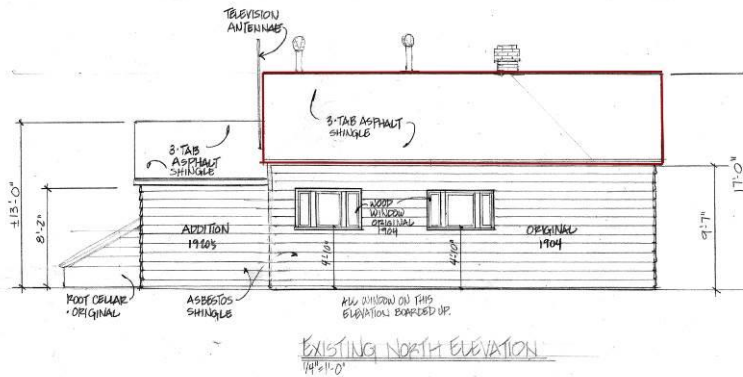 TELEVISION
ANTENNAE
3-TAB ASPHALT
SHINGLE
3-TAB
ASPHALT
SHINGLE
±13'-0"
8'-2"
17'-0"
9'-7"
WOOD
WINDOW
ORIGINAL
1904
ADDITION
1920's
ORIGINAL
1904
4'-0"
4'-0"
ROOT CELLAR
• ORIGINAL
ASBESTOS
SHINGLE
ALL WINDOW ON THIS
ELEVATION BOARDED UP.
EXISTING NORTH ELEVATION
1/4"=1'-0"